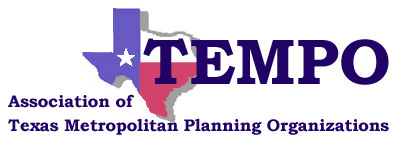 TEMPO
Association of
Texas Metropolitan Planning Organizations